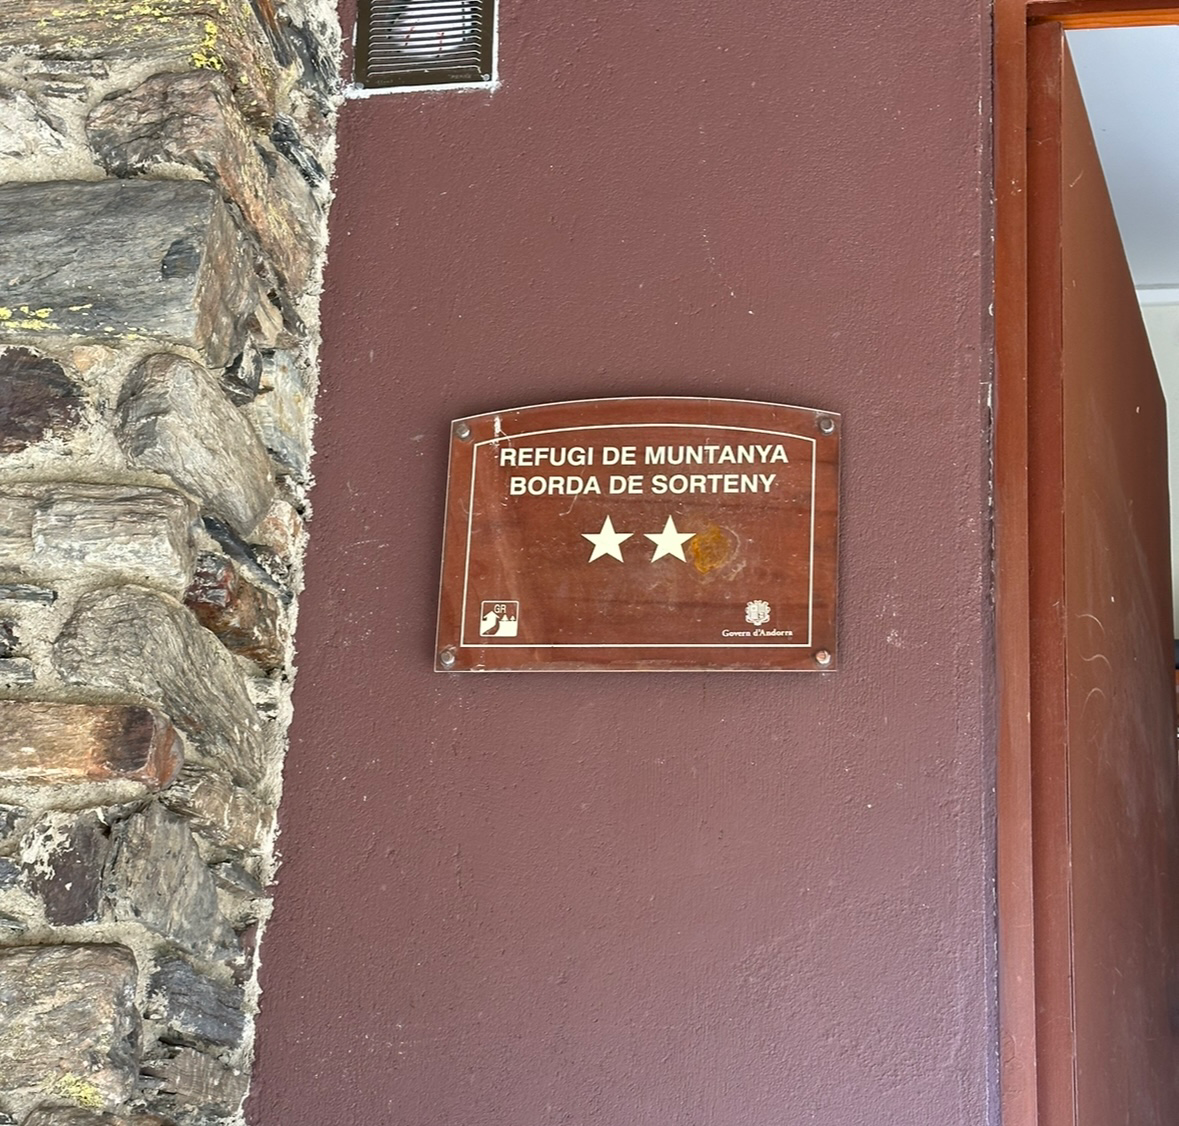 REFUGI DE MUNTANYA
BORDA DE SORTENY
GR
Govern d'Andorra